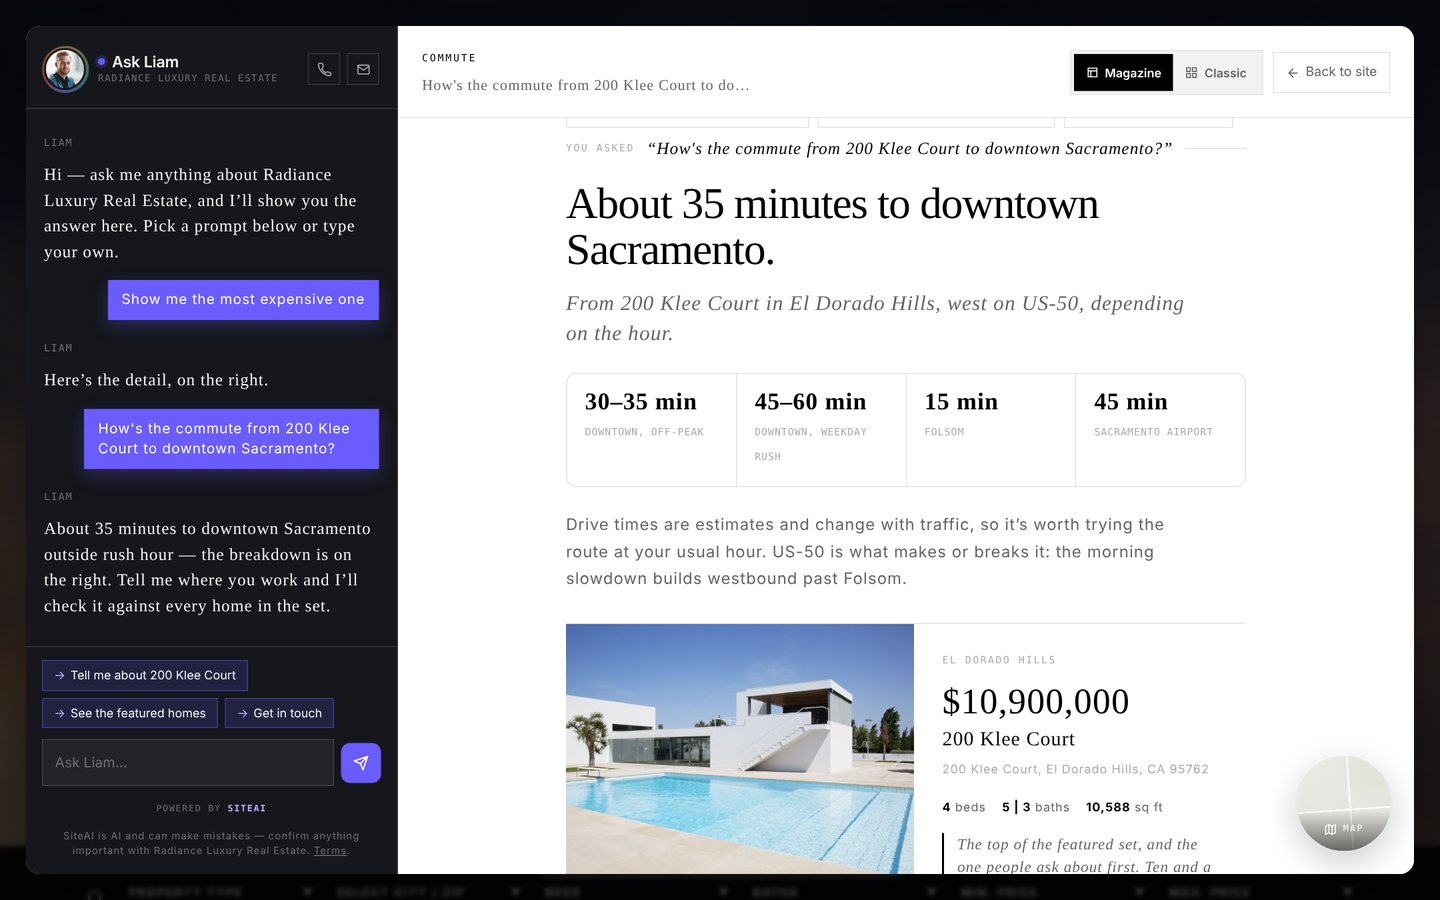 Ask Liam
RADIANCE LUXURY REAL ESTATE
LIAM
Hi — ask me anything about Radiance
Luxury Real Estate, and I’ll show you the
answer here. Pick a prompt below or type
your own.
Show me the most expensive one
LIAM
Here’s the detail, on the right.
How's the commute from 200 Klee
Court to downtown Sacramento?
LIAM
About 35 minutes to downtown Sacramento
outside rush hour — the breakdown is on
the right. Tell me where you work and I’ll
check it against every home in the set.
→ Tell me about 200 Klee Court
→ See the featured homes
→ Get in touch
Ask Liam...
POWERED BY SITEAI
SiteAI is AI and can make mistakes — confirm anything
important with Radiance Luxury Real Estate. Terms.
COMMUTE
How's the commute from 200 Klee Court to do…
Magazine
Classic
← Back to site
YOU ASKED “How's the commute from 200 Klee Court to downtown Sacramento?”
About 35 minutes to downtown
Sacramento.
From 200 Klee Court in El Dorado Hills, west on US-50, depending
on the hour.
30–35 min
DOWNTOWN, OFF-PEAK
45–60 min
DOWNTOWN, WEEKDAY
RUSH
15 min
FOLSOM
45 min
SACRAMENTO AIRPORT
Drive times are estimates and change with traffic, so it’s worth trying the
route at your usual hour. US-50 is what makes or breaks it: the morning
slowdown builds westbound past Folsom.
EL DORADO HILLS
$10,900,000
200 Klee Court
200 Klee Court, El Dorado Hills, CA 95762
4 beds 5 | 3 baths 10,588 sq ft
The top of the featured set, and the
one people ask about first. Ten and a
MAP
PROPERTY TYPE
SELECT CITY / ZIP
BEDS
BATHS
MIN. PRICE
MAX. PRICE